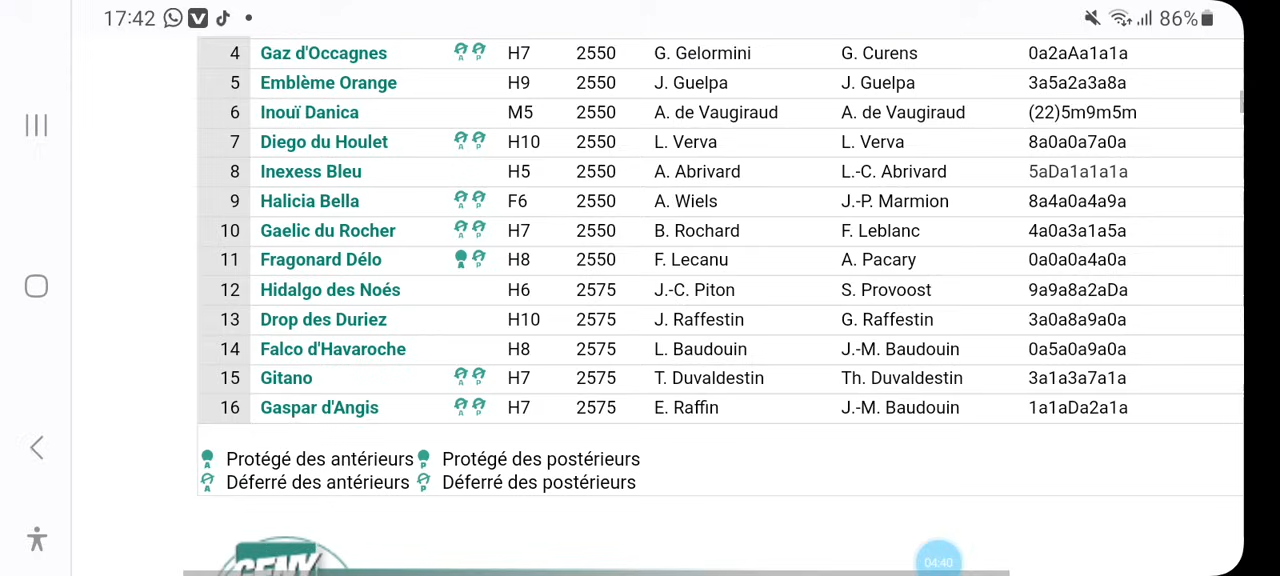 17:42 86%
4 Gaz d'Occagnes A P H7 2550 G. Gelormini G. Curens 0a2aAa1a1a
5 Emblème Orange H9 2550 J. Guelpa J. Guelpa 3a5a2a3a8a
6 Inouï Danica M5 2550 A. de Vaugiraud A. de Vaugiraud (22)5m9m5m
7 Diego du Houlet A P H10 2550 L. Verva L. Verva 8a0a0a7a0a
8 Inexess Bleu H5 2550 A. Abrivard L.-C. Abrivard 5aDa1a1a1a
9 Halicia Bella A P F6 2550 A. Wiels J.-P. Marmion 8a4a0a4a9a
10 Gaelic du Rocher A P H7 2550 B. Rochard F. Leblanc 4a0a3a1a5a
11 Fragonard Délo A P H8 2550 F. Lecanu A. Pacary 0a0a0a4a0a
12 Hidalgo des Noés H6 2575 J.-C. Piton S. Provoost 9a9a8a2aDa
13 Drop des Duriez H10 2575 J. Raffestin G. Raffestin 3a0a8a9a0a
14 Falco d'Havaroche H8 2575 L. Baudouin J.-M. Baudouin 0a5a0a9a0a
15 Gitano A P H7 2575 T. Duvaldestin Th. Duvaldestin 3a1a3a7a1a
16 Gaspar d'Angis A P H7 2575 E. Raffin J.-M. Baudouin 1a1aDa2a1a
A Protégé des antérieurs P Protégé des postérieurs
A Déferré des antérieurs P Déferré des postérieurs
GENY
04:40